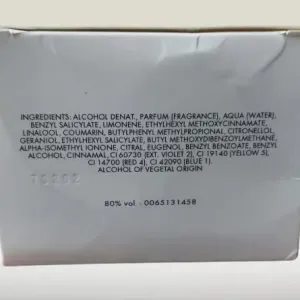 INGREDIENTS: ALCOHOL DENAT., PARFUM (FRAGRANCE), AQUA (WATER),
BENZYL SALICYLATE, LIMONENE, ETHYLHEXYL METHOXYCINNAMATE,
LINALOOL, COUMARIN, BUTYLPHENYL METHYLPROPIONAL, CITRONELLOL,
GERANIOL, ETHYLHEXYL SALICYLATE, BUTYL METHOXYDIBENZOYLMETHANE,
ALPHA-ISOMETHYL IONONE, CITRAL, EUGENOL, BENZYL BENZOATE, BENZYL
ALCOHOL, CINNAMAL, CI 60730 (EXT. VIOLET 2), CI 19140 (YELLOW 5),
CI 14700 (RED 4), CI 42090 (BLUE 1).
ALCOHOL OF VEGETAL ORIGIN
80% vol. - 0065131458